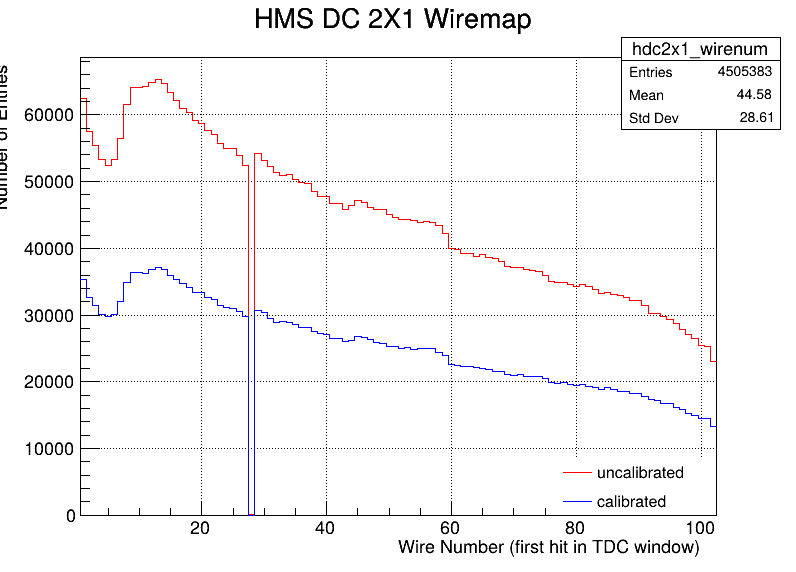 HMS DC 2X1 Wiremap
hdc2x1_wirenum
Entries 4505383
Mean 44.58
Std Dev 28.61
Number of Entries
60000
50000
40000
30000
20000
10000
0
20 40 60 80 100
Wire Number (first hit in TDC window)
uncalibrated
calibrated